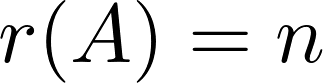 r(A) = n